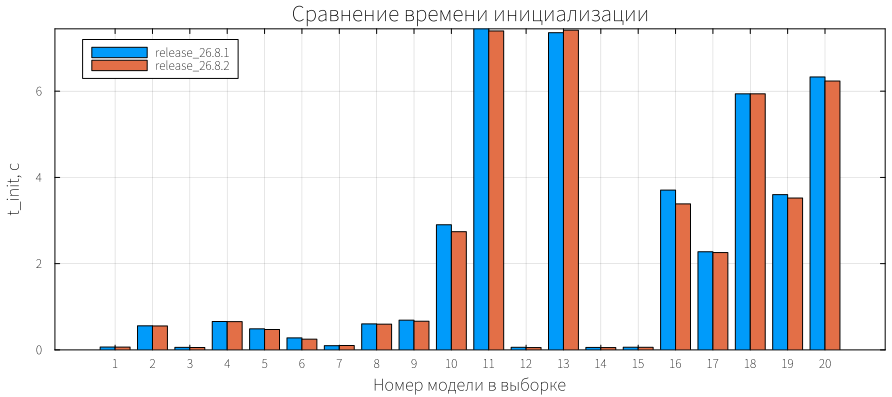 Сравнение времени инициализации
release_26.8.1
release_26.8.2
t_init, c
6
4
2
0
1 2 3 4 5 6 7 8 9 10 11 12 13 14 15 16 17 18 19 20
Номер модели в выборке